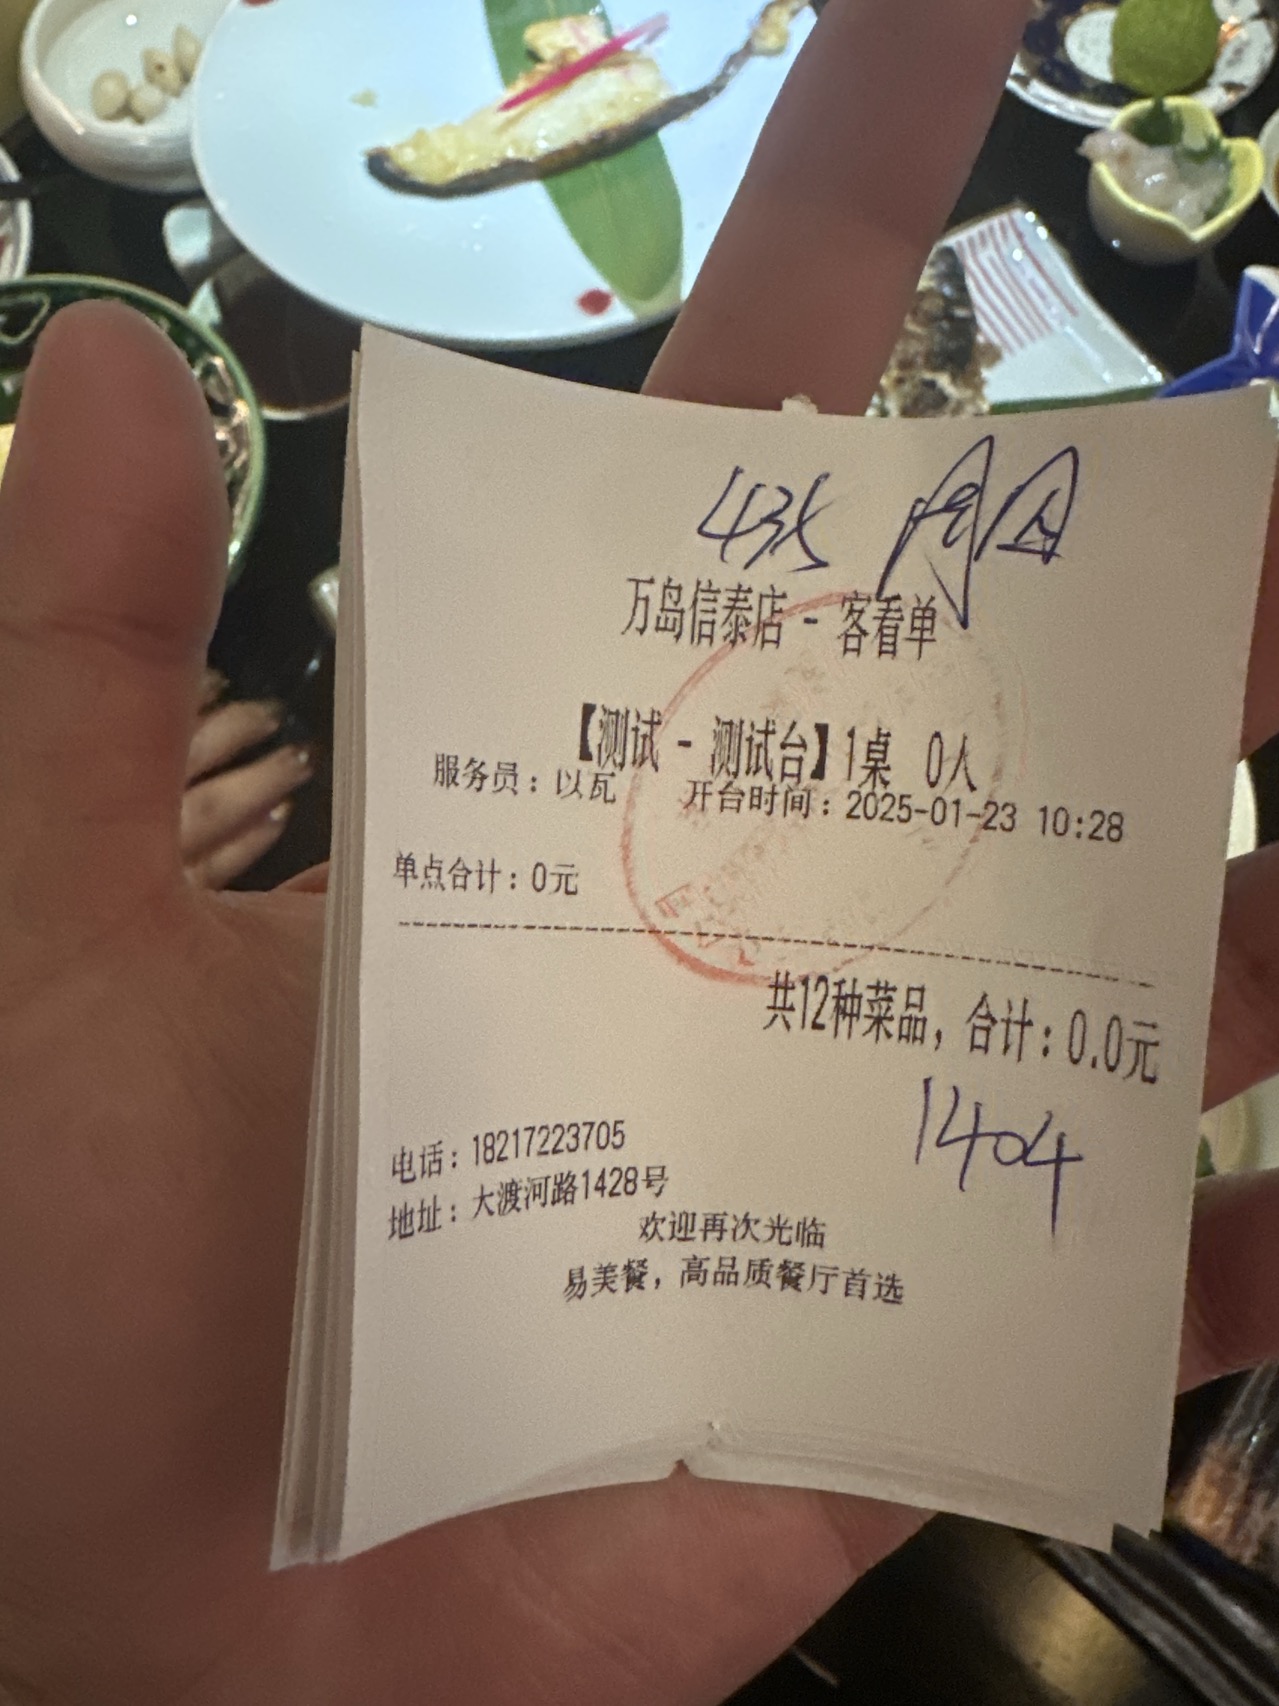 435
万岛信泰店 - 客看单
【测试 - 测试台】1桌 0人
服务员：以瓦 开台时间：2025-01-23 10:28
单点合计：0元
共12种菜品，合计：0.0元
1404
电话：18217223705
地址：大渡河路1428号
欢迎再次光临
易美餐，高品质餐厅首选